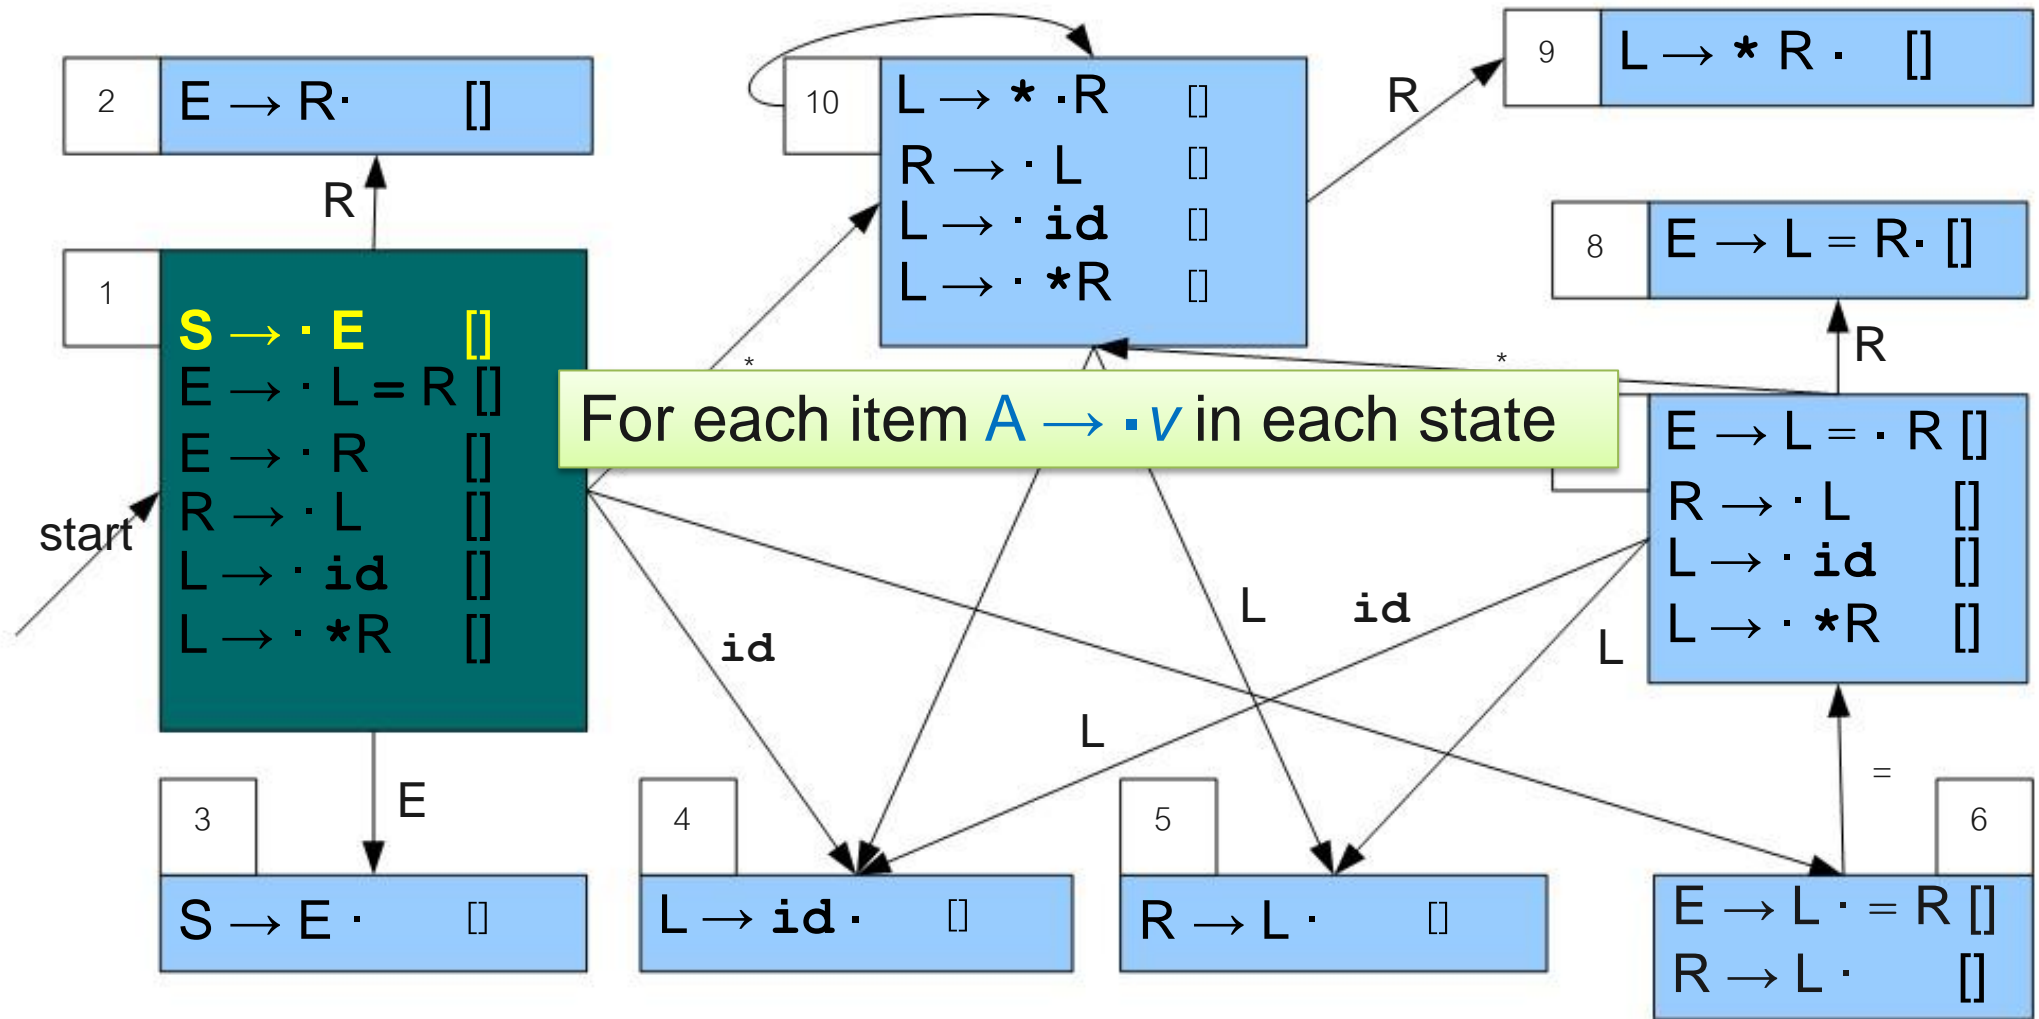 2
E → R· []
R
1
S → · E []
E → · L = R []
E → · R []
R → · L []
L → · id []
L → · *R []
start
E
3
S → E · []
10
L → * ·R []
R → · L []
L → · id []
L → · *R []
R
9
L → * R · []
8
E → L = R· []
R
*
*
For each item A → ·v in each state
E → L = · R []
R → · L []
L → · id []
L → · *R []
id
L
id
L
L
=
4
L → id · []
5
R → L · []
6
E → L · = R []
R → L · []